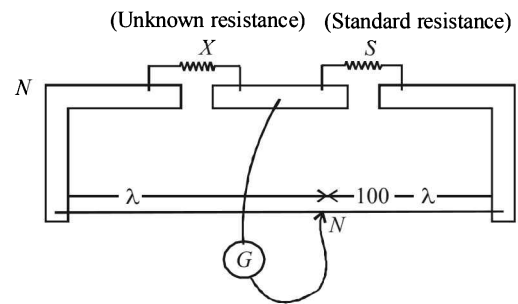 (Unknown resistance) (Standard resistance)
X S
N
λ 100 — λ
N
G